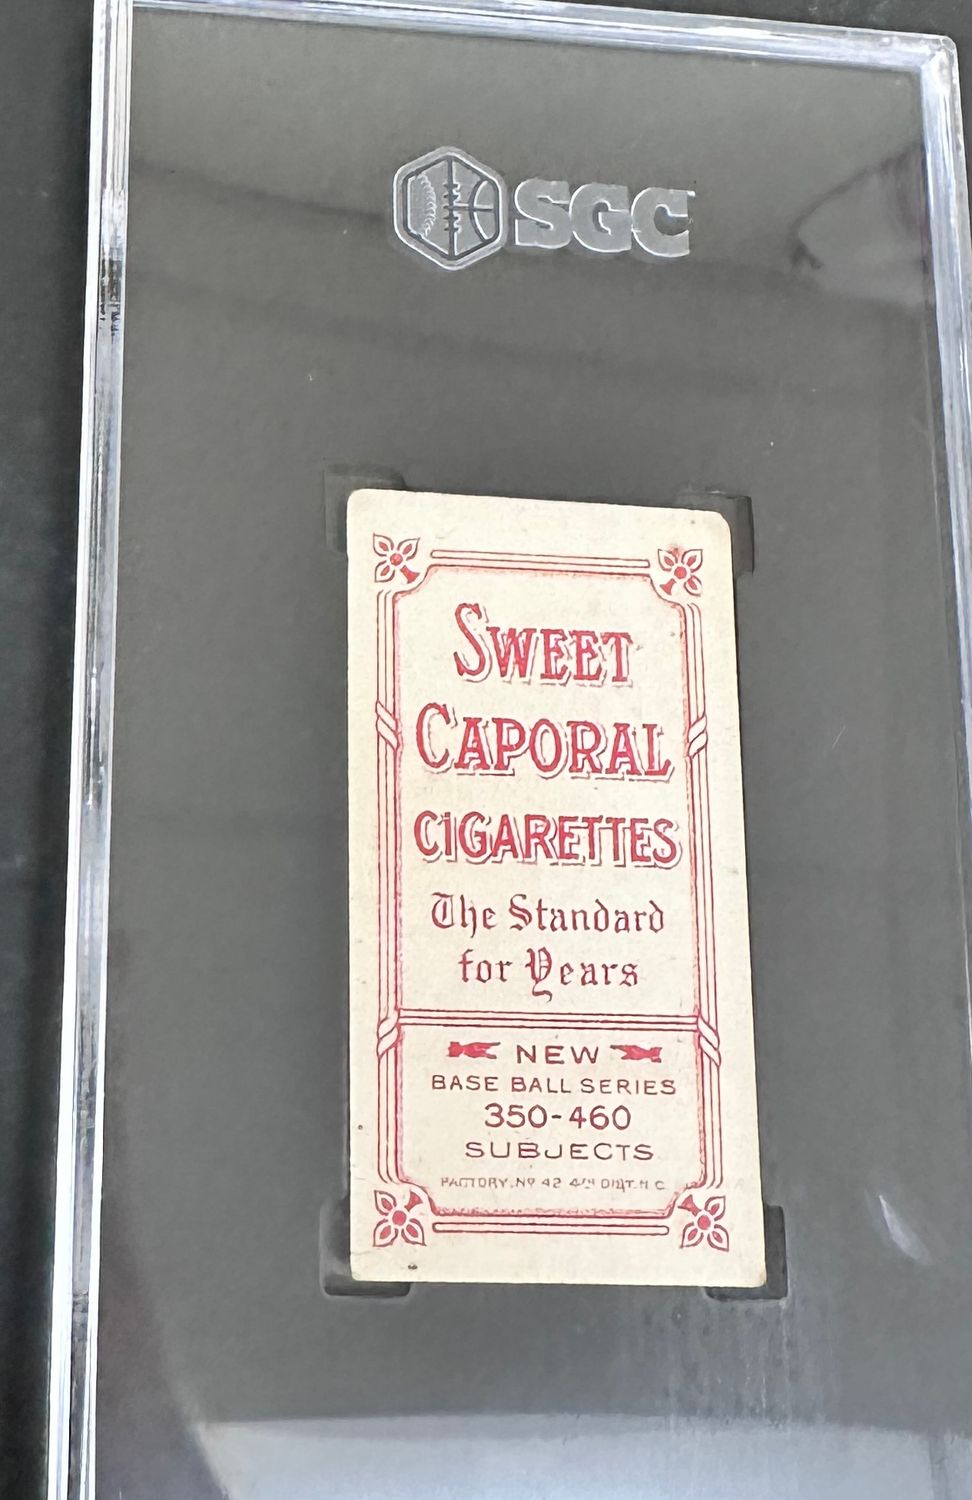 SGC
SWEET
CAPORAL
CIGARETTES
The Standard
for Years
NEW
BASE BALL SERIES
350-460
SUBJECTS
FACTORY. Nº 42 4TH DIST. N.C.